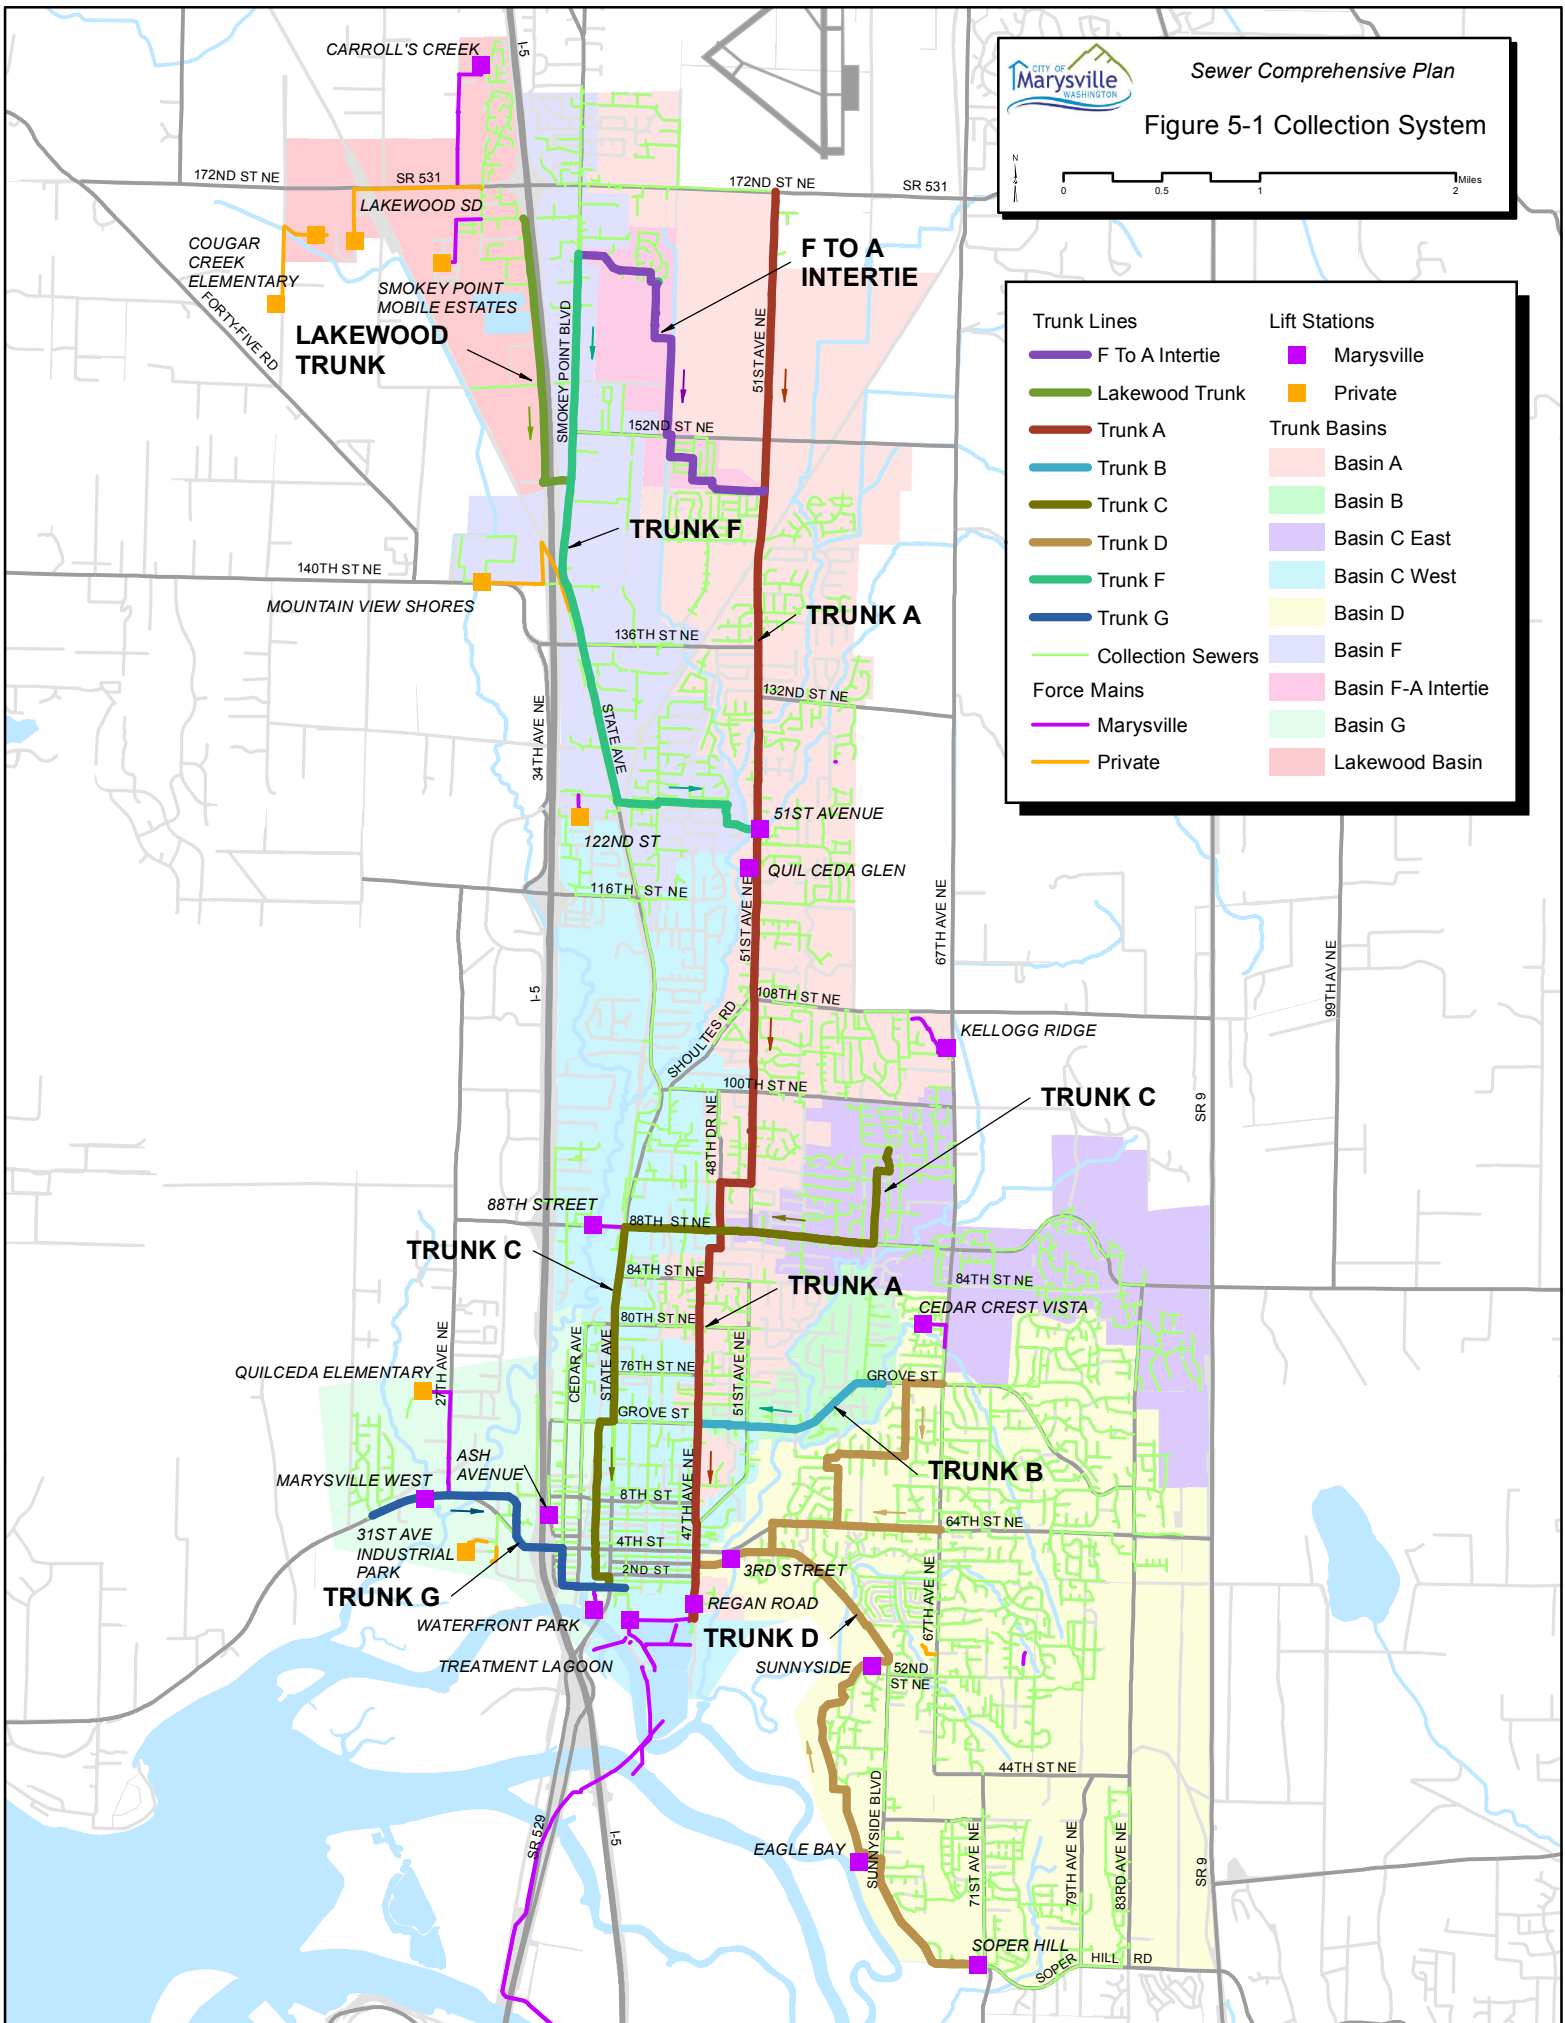 CITY OF
Marysville
WASHINGTON
Sewer Comprehensive Plan
Figure 5-1 Collection System
N
0
0.5
1
2
Miles
Trunk Lines
F To A Intertie
Lakewood Trunk
Trunk A
Trunk B
Trunk C
Trunk D
Trunk F
Trunk G
Collection Sewers
Force Mains
Marysville
Private
Lift Stations
Marysville
Private
Trunk Basins
Basin A
Basin B
Basin C East
Basin C West
Basin D
Basin F
Basin F-A Intertie
Basin G
Lakewood Basin
CARROLL'S CREEK
I-5
172ND ST NE
SR 531
172ND ST NE
SR 531
LAKEWOOD SD
COUGAR
CREEK
ELEMENTARY
SMOKEY POINT
MOBILE ESTATES
FORTY-FIVE RD
F TO A
INTERTIE
LAKEWOOD
TRUNK
SMOKEY POINT BLVD
51ST AVE NE
152ND ST NE
TRUNK F
140TH ST NE
MOUNTAIN VIEW SHORES
TRUNK A
136TH ST NE
132ND ST NE
34TH AVE NE
STATE AVE
51ST AVENUE
122ND ST
QUIL CEDA GLEN
116TH ST NE
51ST AVE NE
67TH AVE NE
99TH AV NE
I-5
108TH ST NE
SHOULTES RD
KELLOGG RIDGE
100TH ST NE
TRUNK C
SR 9
48TH DR NE
88TH STREET
88TH ST NE
TRUNK C
84TH ST NE
84TH ST NE
TRUNK A
CEDAR CREST VISTA
80TH ST NE
CEDAR AVE
STATE AVE
51ST AVE NE
76TH ST NE
QUILCEDA ELEMENTARY
27TH AVE NE
GROVE ST
GROVE ST
ASH
AVENUE
MARYSVILLE WEST
TRUNK B
47TH AVE NE
8TH ST
64TH ST NE
31ST AVE
INDUSTRIAL
PARK
4TH ST
2ND ST
3RD STREET
67TH AVE NE
TRUNK G
REGAN ROAD
WATERFRONT PARK
TRUNK D
TREATMENT LAGOON
SUNNYSIDE
52ND
ST NE
44TH ST NE
SUNNYSIDE BLVD
SR 529
I-5
EAGLE BAY
71ST AVE NE
79TH AVE NE
83RD AVE NE
SR 9
SOPER HILL
SOPER HILL RD